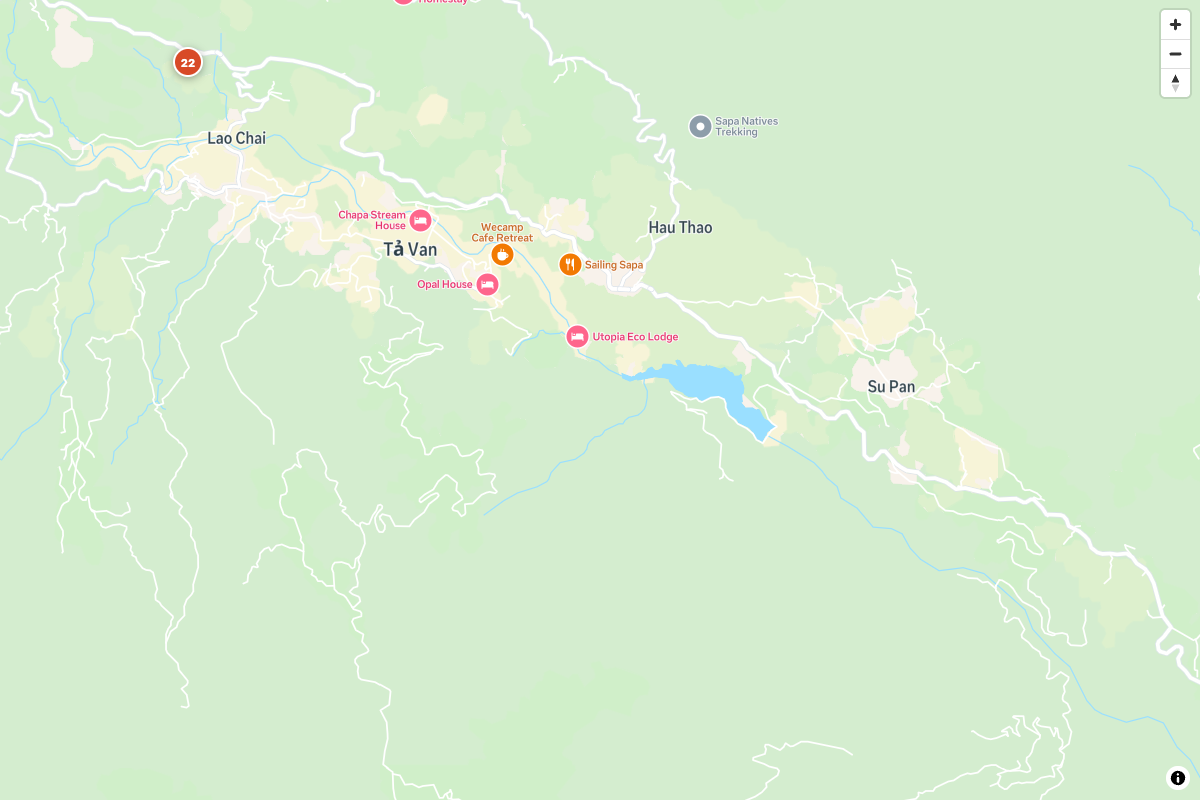 Homestay
22
Sapa Natives
Trekking
Lao Chai
Chapa Stream
House
Wecamp
Cafe Retreat
Hau Thao
Tả Van
Sailing Sapa
Opal House
Utopia Eco Lodge
Su Pan